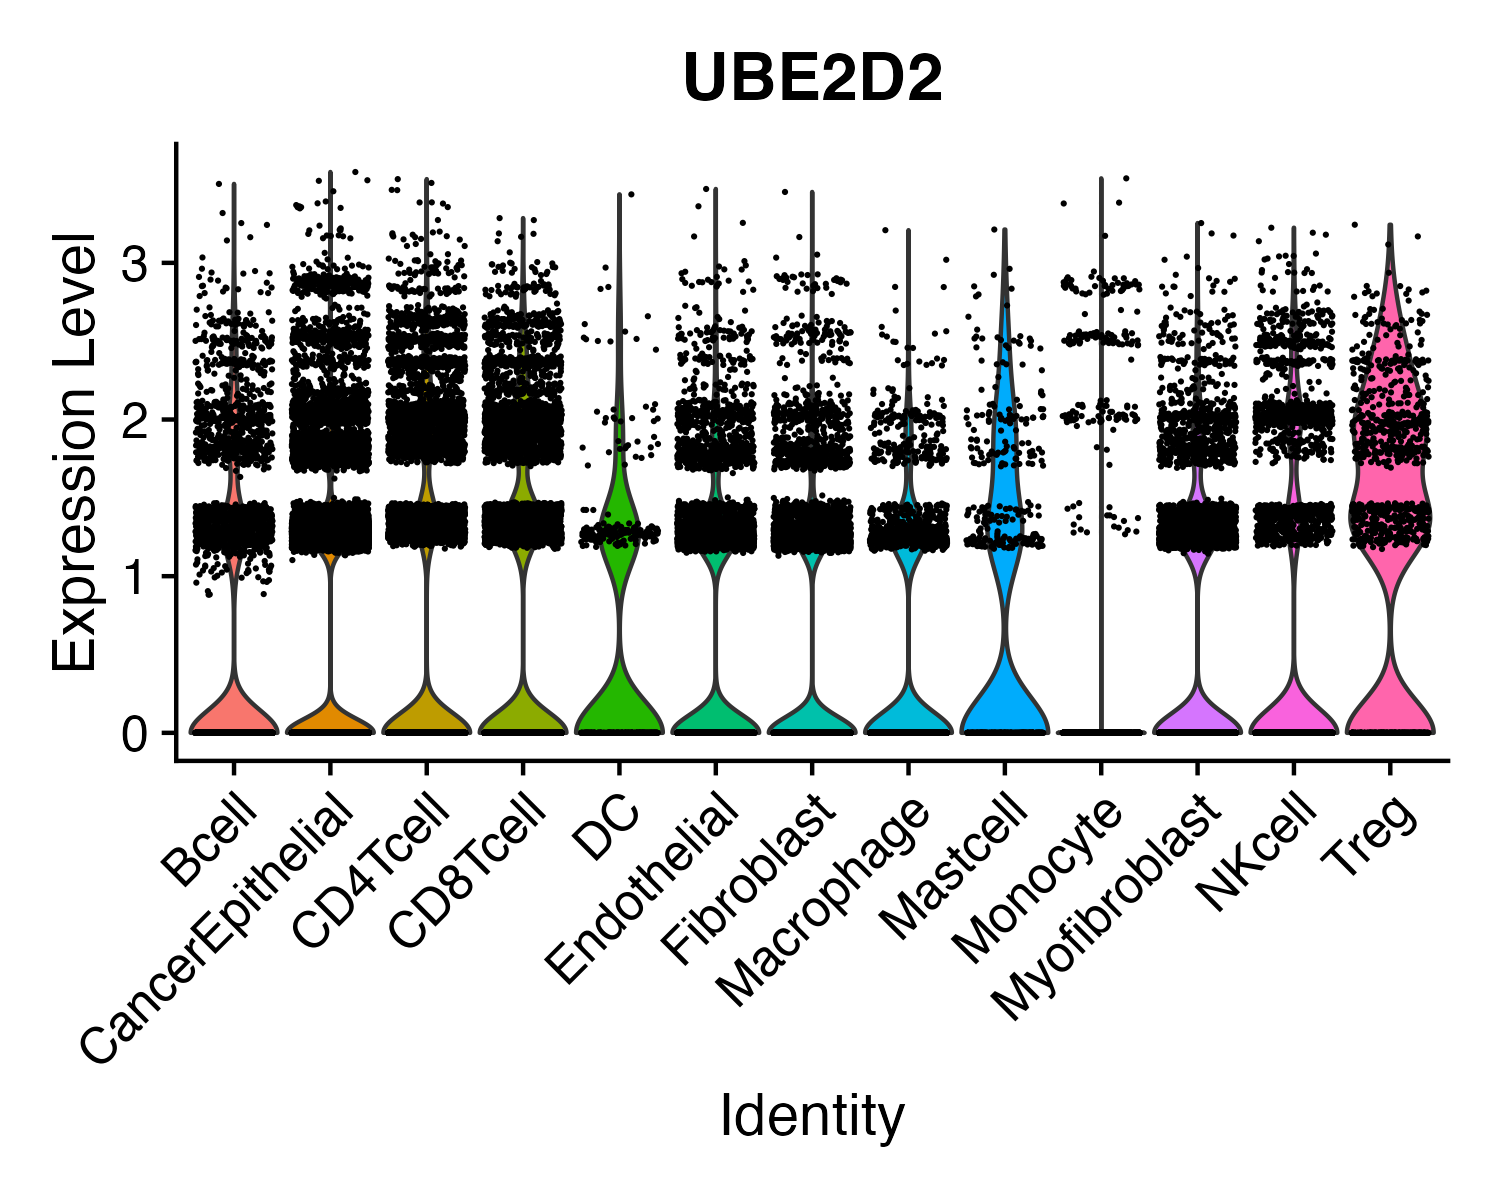 UBE2D2
Expression Level
3
2
1
0
Bcell
CancerEpithelial
CD4Tcell
CD8Tcell
DC
Endothelial
Fibroblast
Macrophage
Mastcell
Monocyte
Myofibroblast
NKcell
Treg
Identity